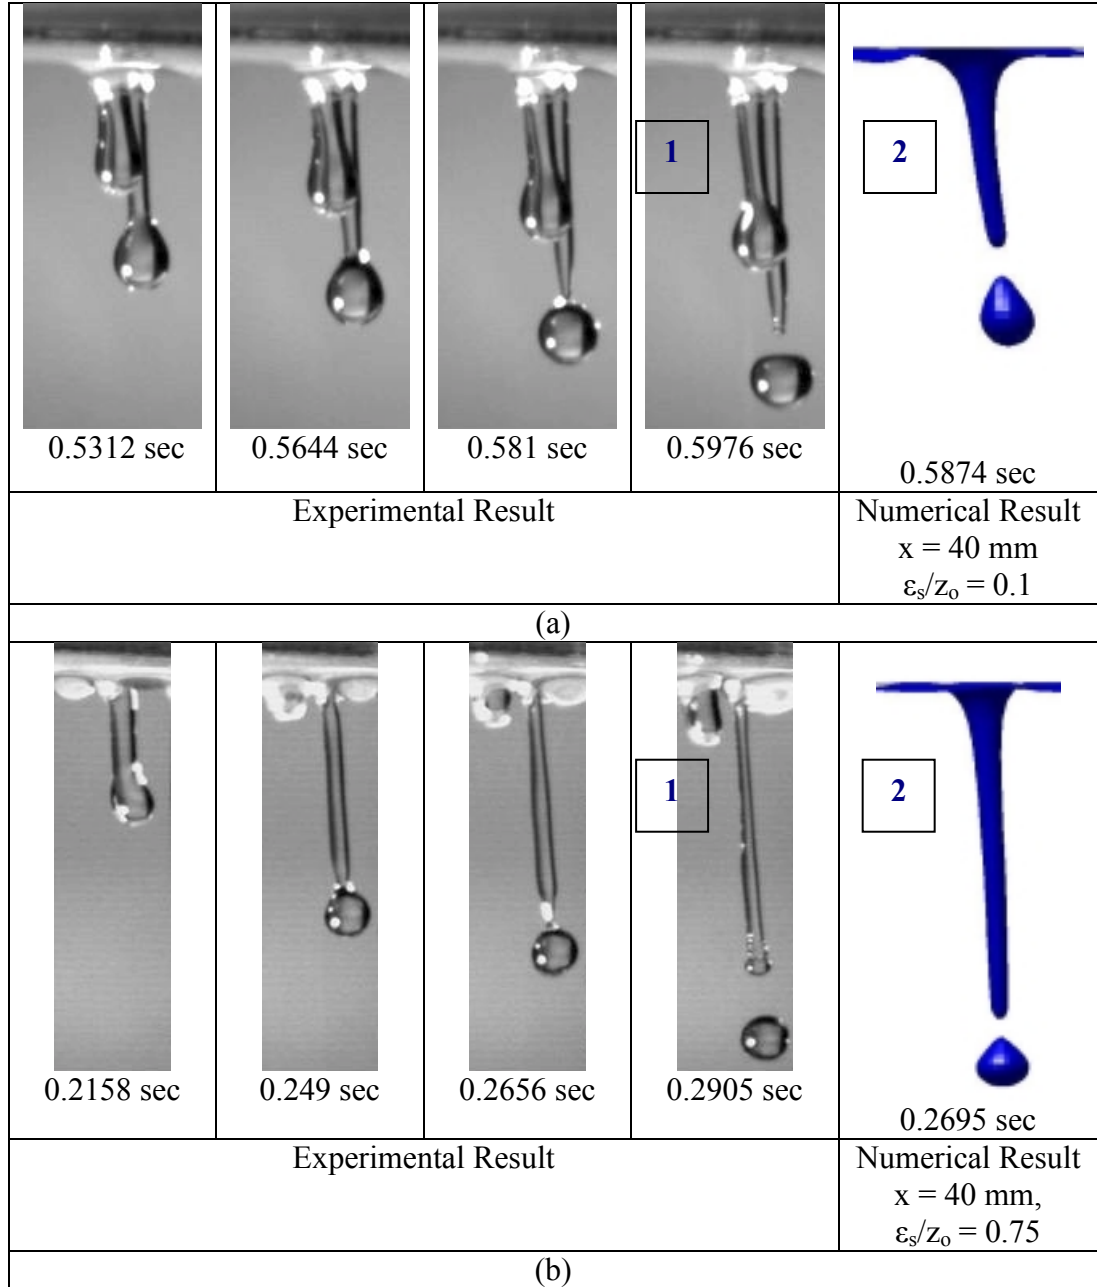 1
2
0.5312 sec
0.5644 sec
0.581 sec
0.5976 sec
0.5874 sec
Experimental Result
Numerical Result
x = 40 mm
εs/zo = 0.1
(a)
1
2
0.2158 sec
0.249 sec
0.2656 sec
0.2905 sec
0.2695 sec
Experimental Result
Numerical Result
x = 40 mm,
εs/zo = 0.75
(b)